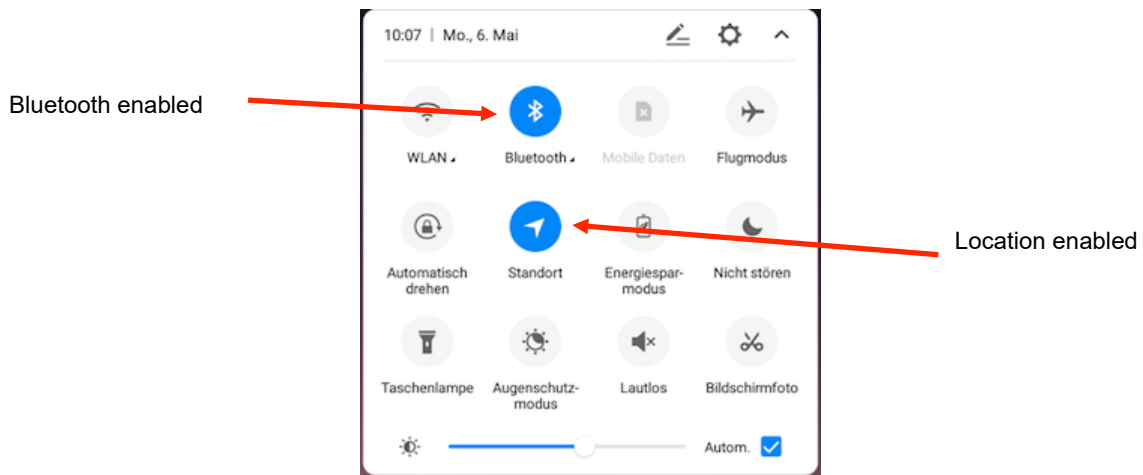 10:07 | Mo., 6. Mai
Bluetooth enabled
WLAN
Bluetooth
Mobile Daten
Flugmodus
Location enabled
Automatisch
drehen
Standort
Energiespar-
modus
Nicht stören
Taschenlampe
Augenschutz-
modus
Lautlos
Bildschirmfoto
Autom.